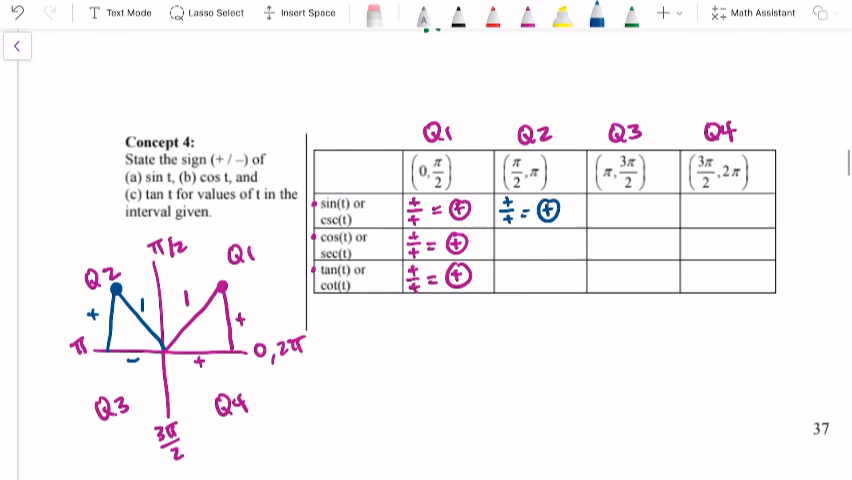 Text Mode Lasso Select Insert Space A Math Assistant
Q1 Q2 Q3 Q4
Concept 4:
State the sign (+ / –) of
(a) sin t, (b) cos t, and
(c) tan t for values of t in the
interval given.
(0, π/2) (π/2, π) (π, 3π/2) (3π/2, 2π)
sin(t) or
csc(t)
+/+ = + +/+ = +
cos(t) or
sec(t)
+/+ = +
tan(t) or
cot(t)
+/+ = +
π/2
Q2 Q1
+ 1 1 +
π 0, 2π
– +
Q3 Q4
3π/2
37